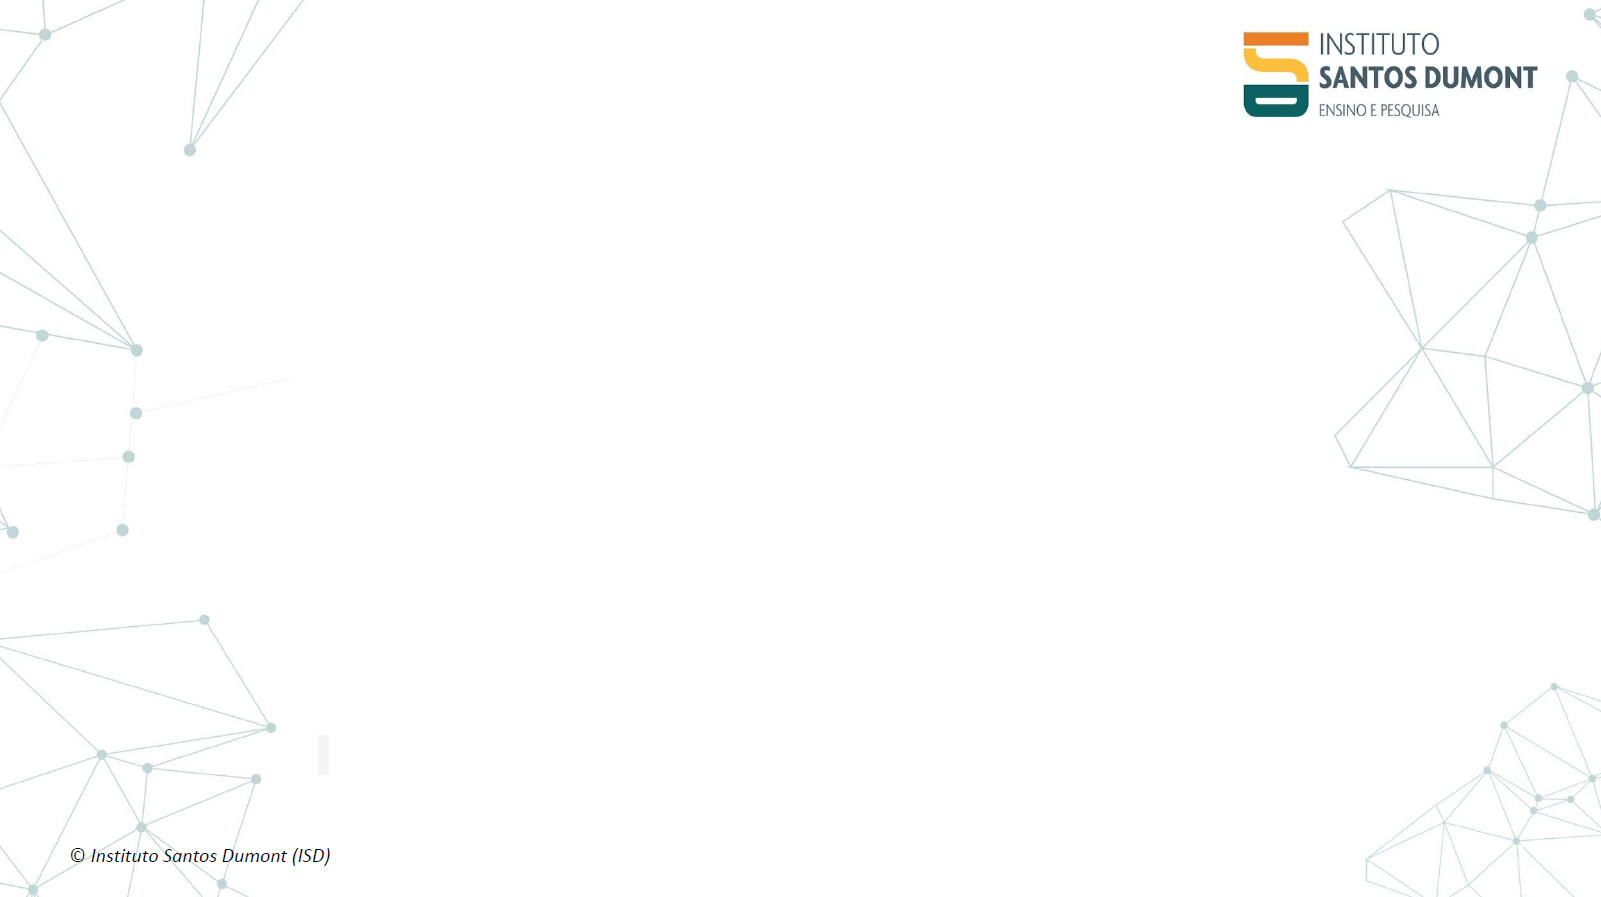 INSTITUTO
SANTOS DUMONT
ENSINO E PESQUISA
© Instituto Santos Dumont (ISD)